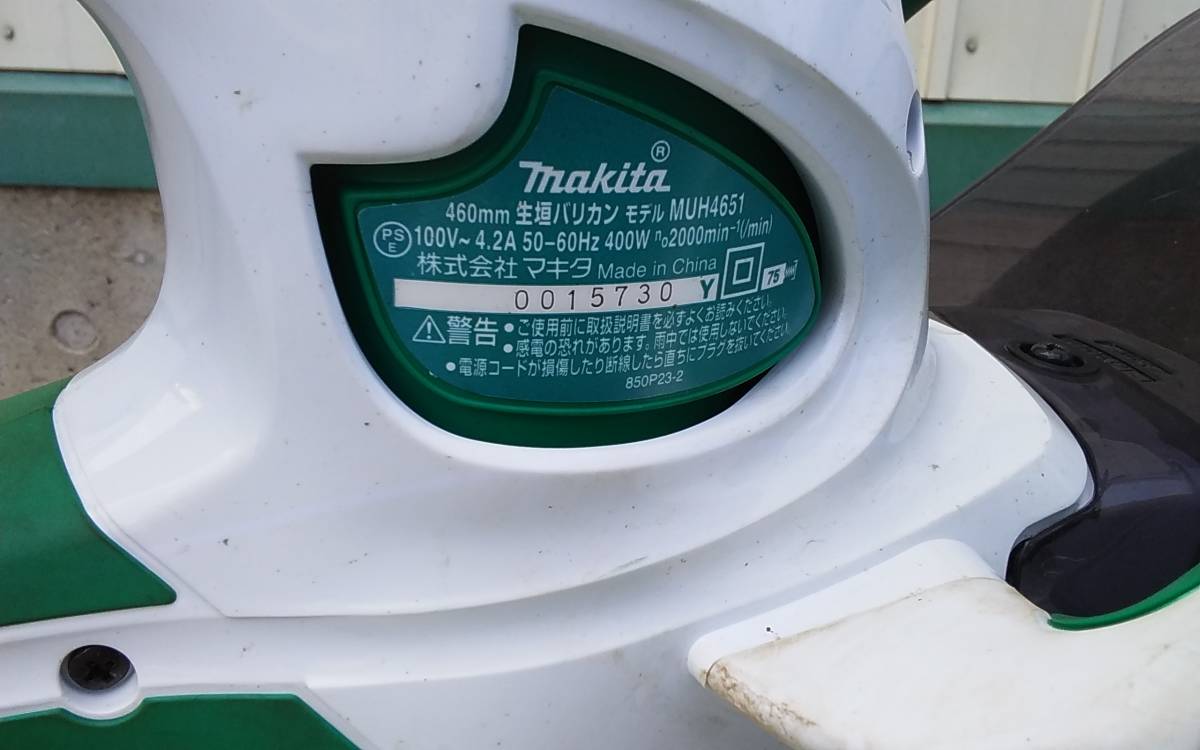 makita®
460mm 生垣バリカン モデル MUH4651
PSE 100V~ 4.2A 50-60Hz 400W n₀2000min⁻¹(/min)
株式会社 マキタ Made in China
0015730 Y 75
警告 ●ご使用前に取扱説明書を必ずよくお読みください。
●感電の恐れがあります。雨中では使用しないでください。
●電源コードが損傷したり断線したら直ちにプラグを抜いてください。
850P23-2